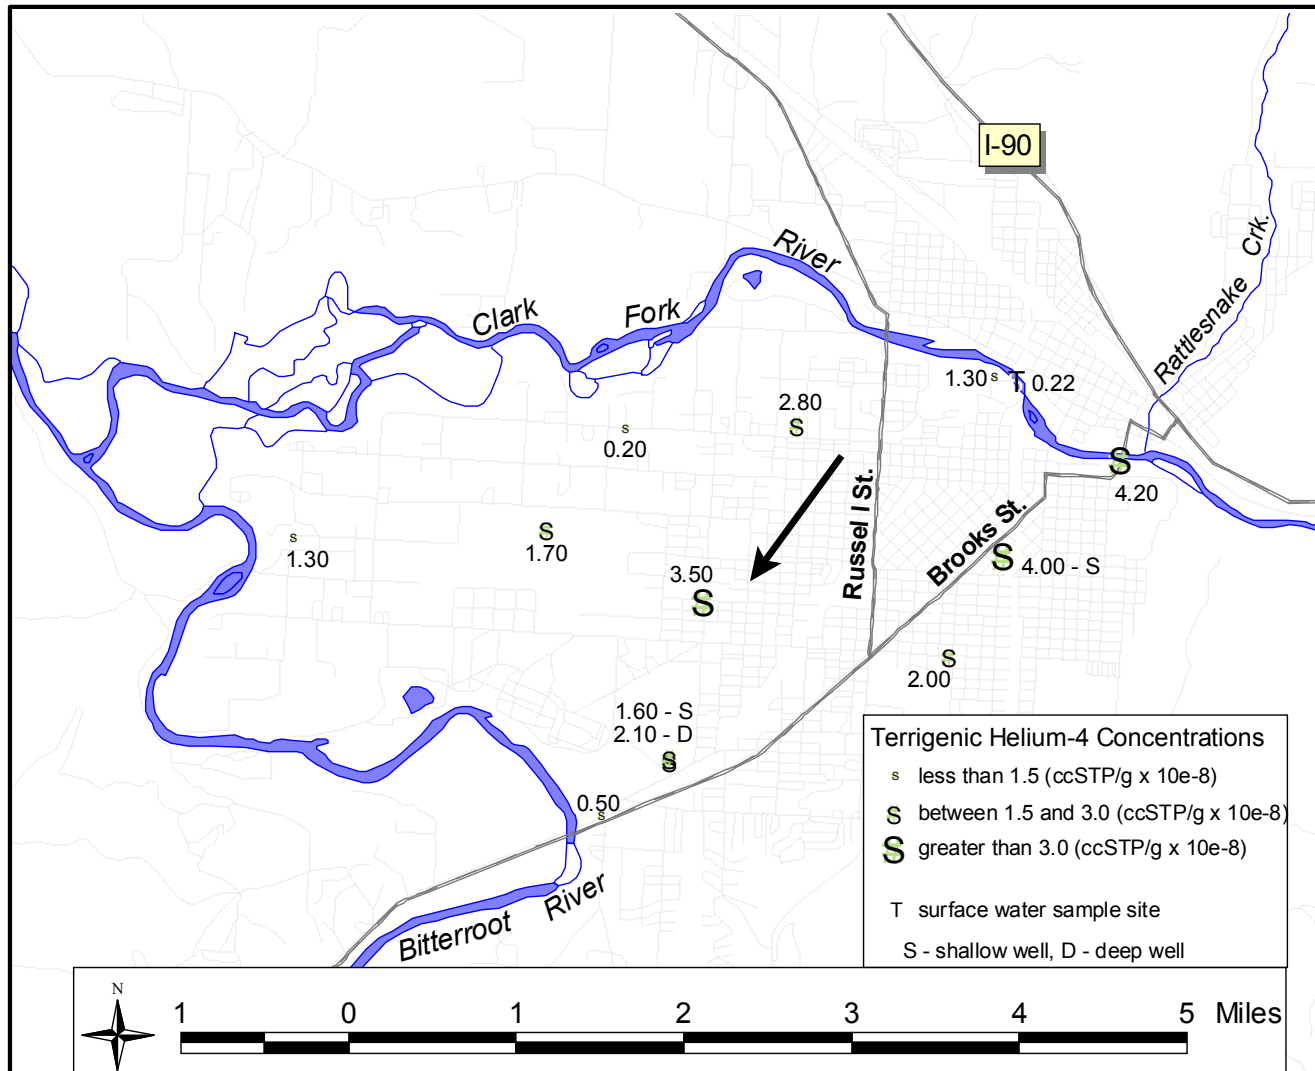 I-90
Rattlesnake Crk.
River
Clark
Fork
1.30 s
T 0.22
2.80
S
s
0.20
S
4.20
Russel l St.
Brooks St.
s
1.30
S
1.70
S
4.00 - S
3.50
S
S
2.00
1.60 - S
2.10 - D
S
0.50
s
Bitterroot
River
Terrigenic Helium-4 Concentrations
s less than 1.5 (ccSTP/g x 10e-8)
S between 1.5 and 3.0 (ccSTP/g x 10e-8)
S greater than 3.0 (ccSTP/g x 10e-8)
T surface water sample site
S - shallow well, D - deep well
N
1 0 1 2 3 4 5 Miles